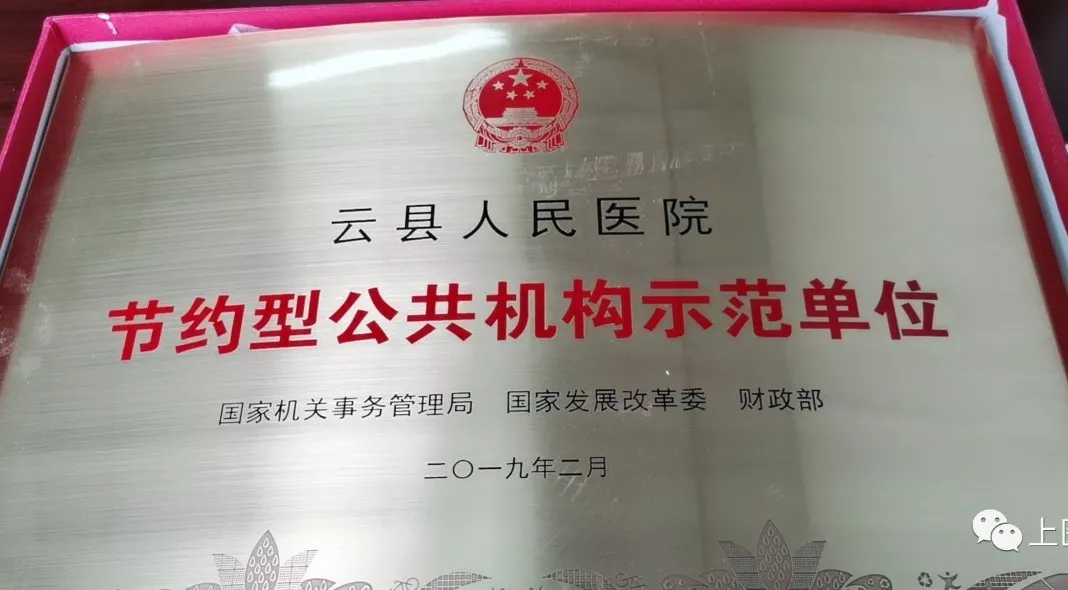 云县人民医院
节约型公共机构示范单位
国家机关事务管理局 国家发展改革委 财政部
二〇一九年二月
上